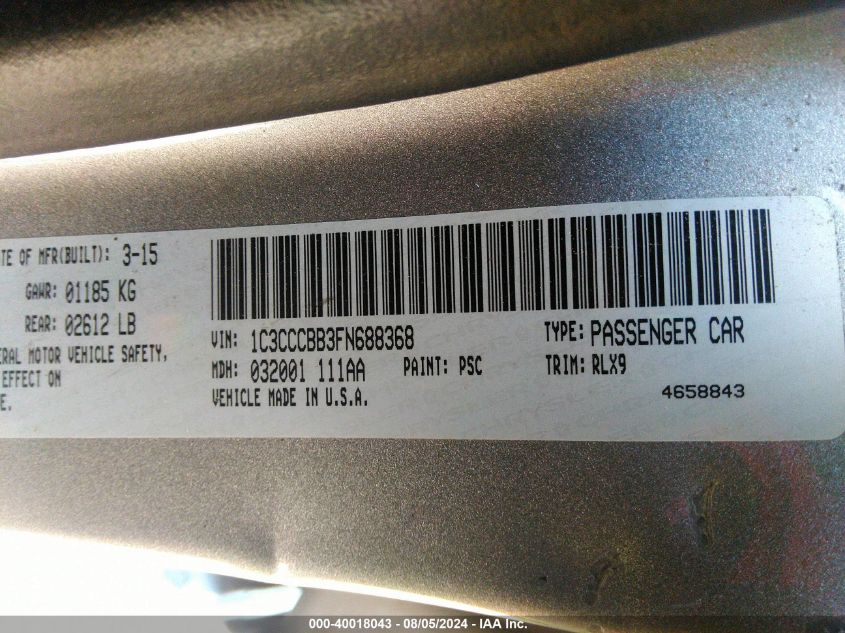 TE OF MFR(BUILT): 3-15
GAWR: 01185 KG
REAR: 02612 LB
ERAL MOTOR VEHICLE SAFETY,
EFFECT ON
E.
VIN: 1C3CCCBB3FN688368 TYPE: PASSENGER CAR
MDH: 032001 111AA PAINT: PSC TRIM: RLX9
VEHICLE MADE IN U.S.A. 4658843
000-40018043 - 08/05/2024 - IAA Inc.